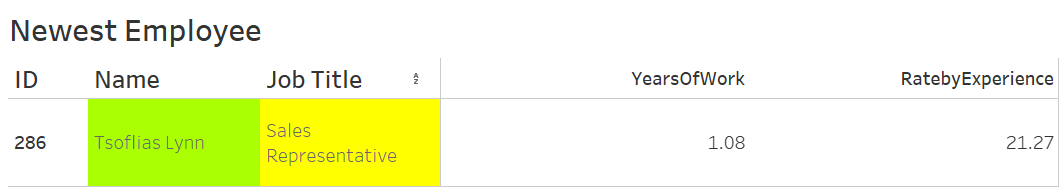 Newest Employee
ID Name Job Title YearsOfWork RatebyExperience
286 Tsoflias Lynn Sales Representative 1.08 21.27